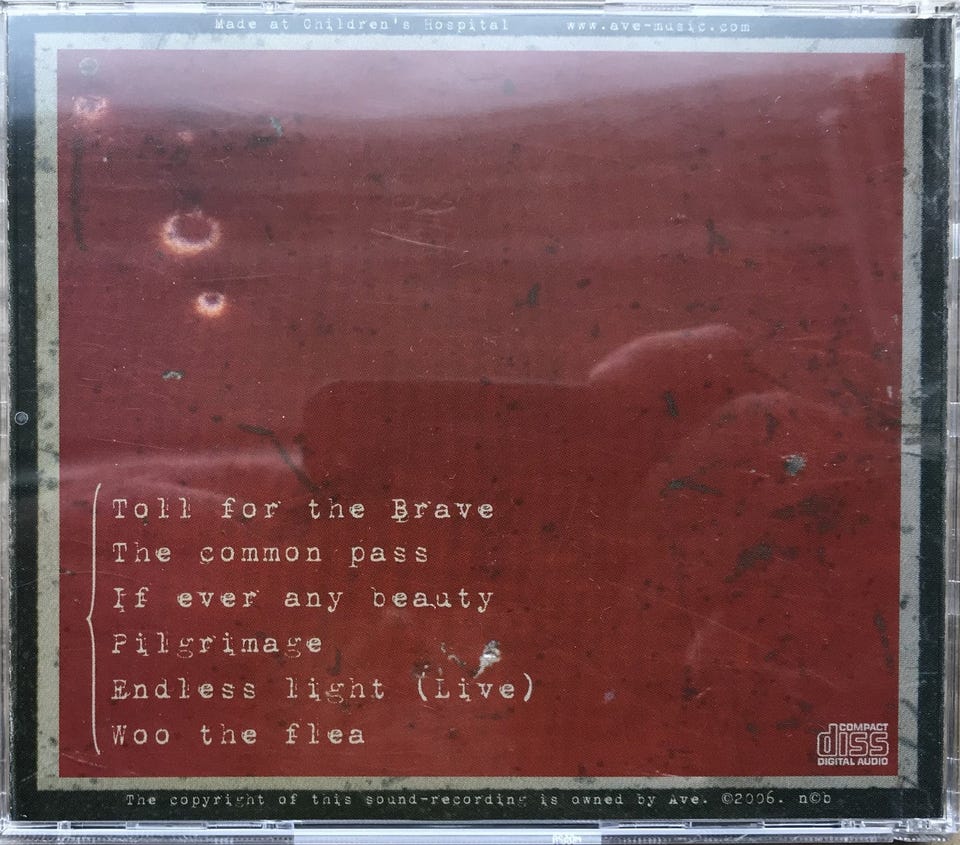 Made at Children's Hospital www.ave-music.com
Toll for the Brave
The common pass
If ever any beauty
Pilgrimage
Endless light (Live)
Woo the flea
COMPACT
diss
DIGITAL AUDIO
The copyright of this sound-recording is owned by Ave. ©2006. n©b